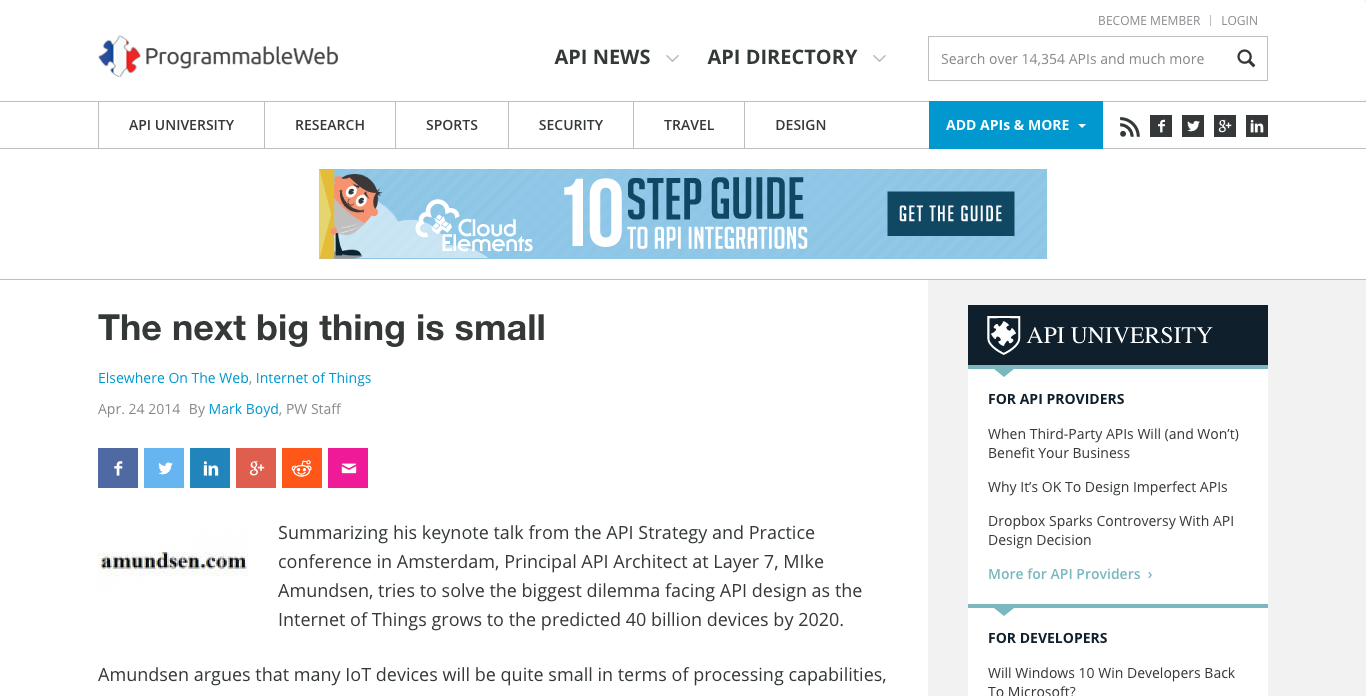 BECOME MEMBER | LOGIN
ProgrammableWeb
API NEWS
API DIRECTORY
Search over 14,354 APIs and much more
API UNIVERSITY
RESEARCH
SPORTS
SECURITY
TRAVEL
DESIGN
ADD APIs & MORE
Cloud
Elements
10 STEP GUIDE
TO API INTEGRATIONS
GET THE GUIDE
The next big thing is small
Elsewhere On The Web, Internet of Things
Apr. 24 2014 By Mark Boyd, PW Staff
amundsen.com
Summarizing his keynote talk from the API Strategy and Practice
conference in Amsterdam, Principal API Architect at Layer 7, MIke
Amundsen, tries to solve the biggest dilemma facing API design as the
Internet of Things grows to the predicted 40 billion devices by 2020.
Amundsen argues that many IoT devices will be quite small in terms of processing capabilities,
API UNIVERSITY
FOR API PROVIDERS
When Third-Party APIs Will (and Won’t)
Benefit Your Business
Why It’s OK To Design Imperfect APIs
Dropbox Sparks Controversy With API
Design Decision
More for API Providers ›
FOR DEVELOPERS
Will Windows 10 Win Developers Back
To Microsoft?